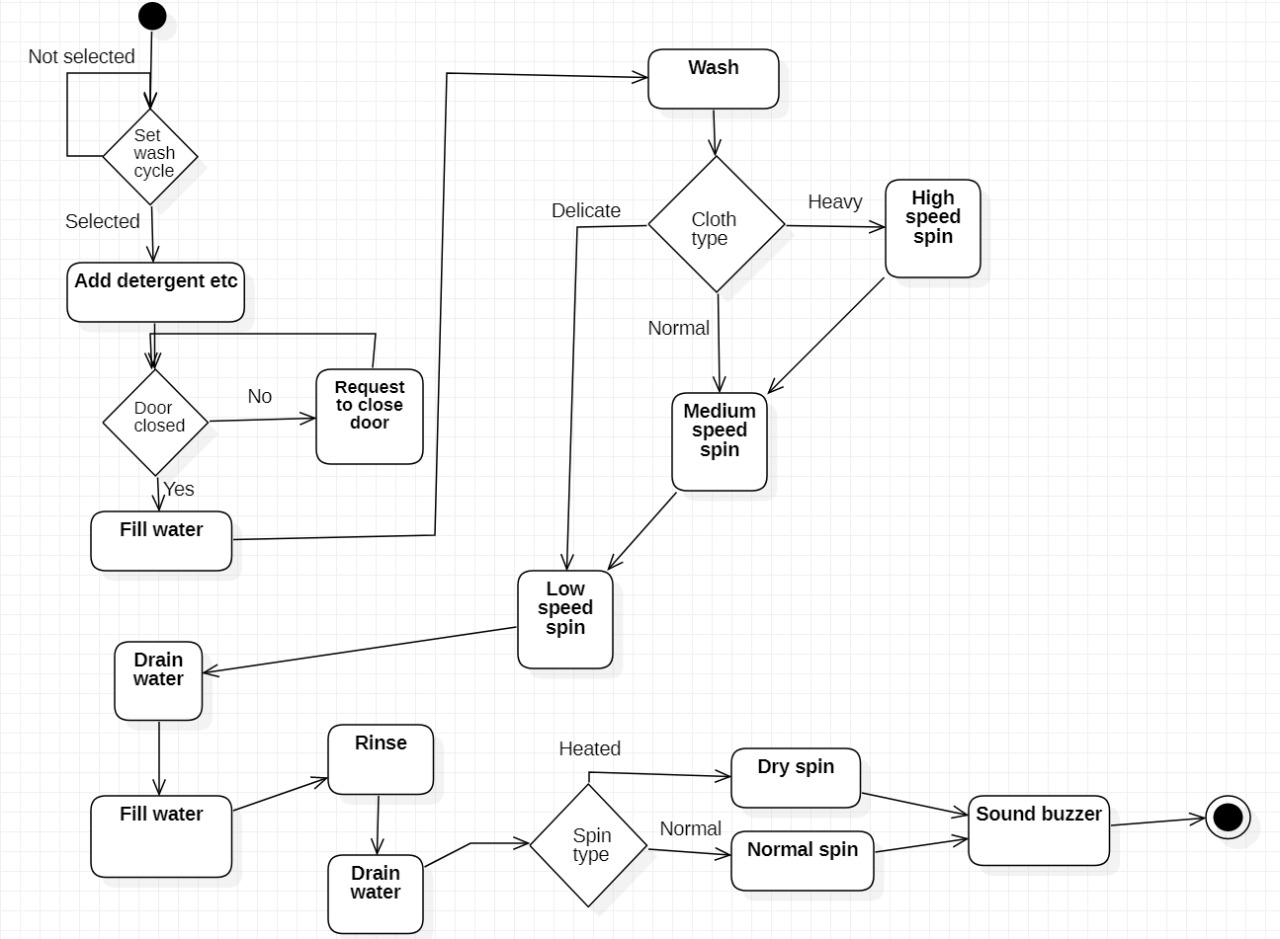 Not selected
Set
wash
cycle
Selected
Add detergent etc
Door
closed
No
Request
to close
door
Yes
Fill water
Wash
Cloth
type
Delicate
Heavy
High
speed
spin
Normal
Medium
speed
spin
Low
speed
spin
Drain
water
Fill water
Rinse
Drain
water
Spin
type
Heated
Dry spin
Normal
Normal spin
Sound buzzer